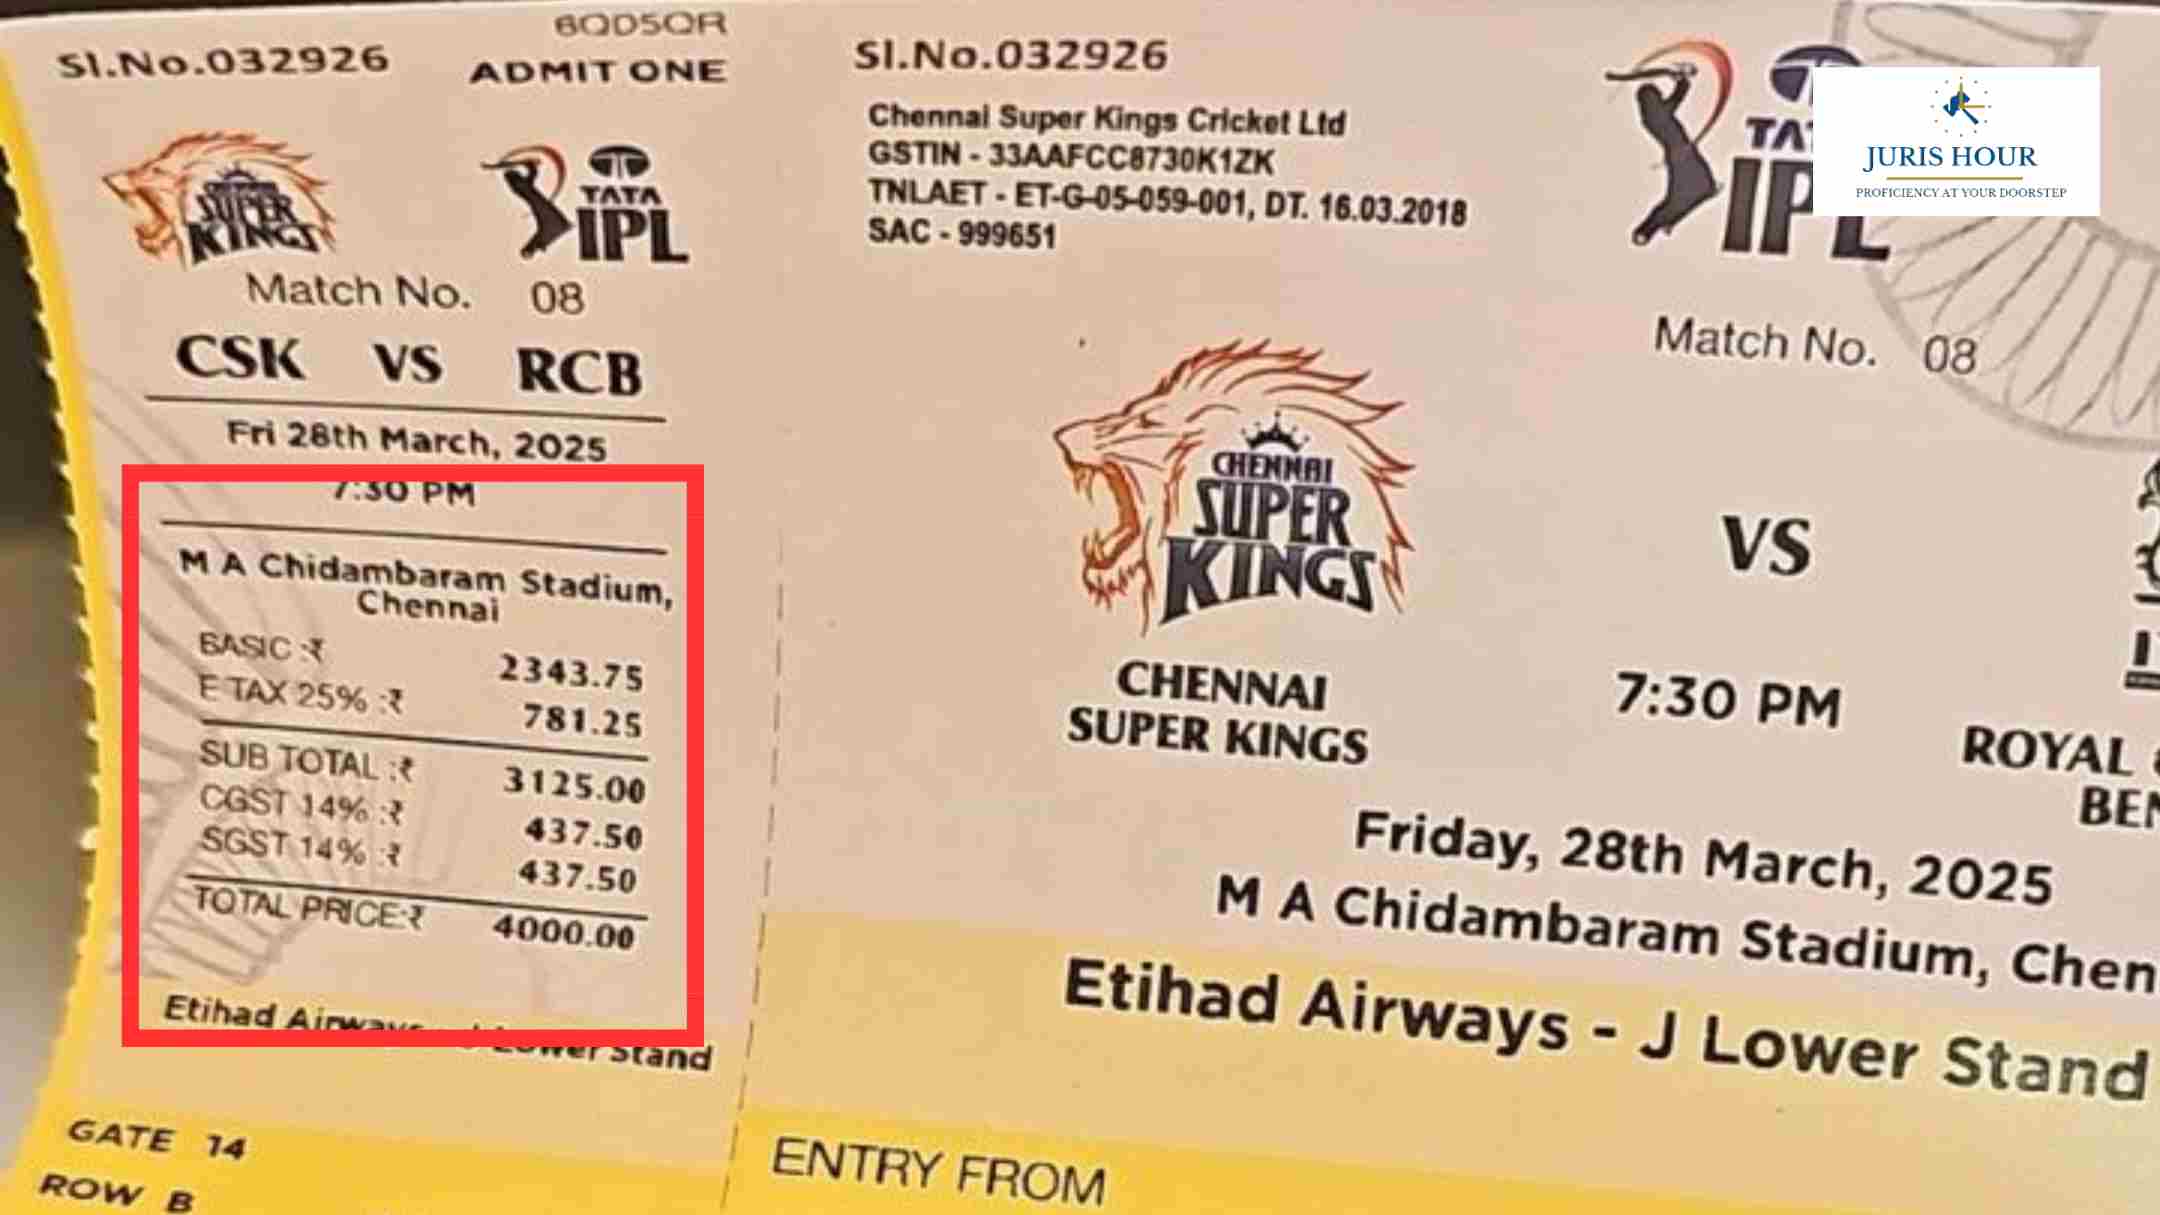 6QD5QR
Sl.No.032926
ADMIT ONE
SUPER
KINGS
TATA
IPL
Match No. 08
CSK VS RCB
Fri 28th March, 2025
7:30 PM
M A Chidambaram Stadium,
Chennai
BASIC :₹ 2343.75
E TAX 25% :₹ 781.25
SUB TOTAL :₹ 3125.00
CGST 14% :₹ 437.50
SGST 14% :₹ 437.50
TOTAL PRICE:₹ 4000.00
Etihad Airways Lower Stand
GATE 14
ROW B
Sl.No.032926
Chennai Super Kings Cricket Ltd
GSTIN - 33AAFCC8730K1ZK
TNLAET - ET-G-05-059-001, DT. 16.03.2018
SAC - 999651
IPL
JURIS HOUR
PROFICIENCY AT YOUR DOORSTEP
Match No. 08
CHENNAI
SUPER
KINGS
VS
CHENNAI
SUPER KINGS
7:30 PM
ROYAL
Friday, 28th March, 2025
M A Chidambaram Stadium, Chen
Etihad Airways - J Lower Stand
ENTRY FROM